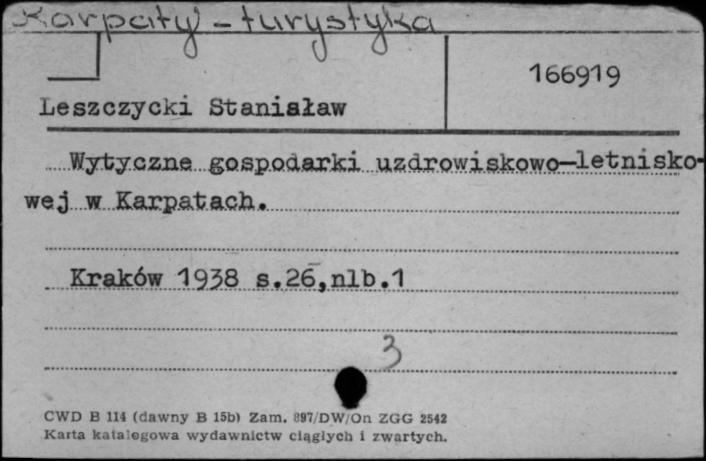 Karpaty - turystyka
166919
Leszczycki Stanisław
Wytyczne gospodarki uzdrowiskowo-letnisko-
wej w Karpatach.
Kraków 1938 s.26,nlb.1
3
CWD B 114 (dawny B 15b) Zam. 897/DW/On ZGG 2542
Karta katalogowa wydawnictw ciągłych i zwartych.